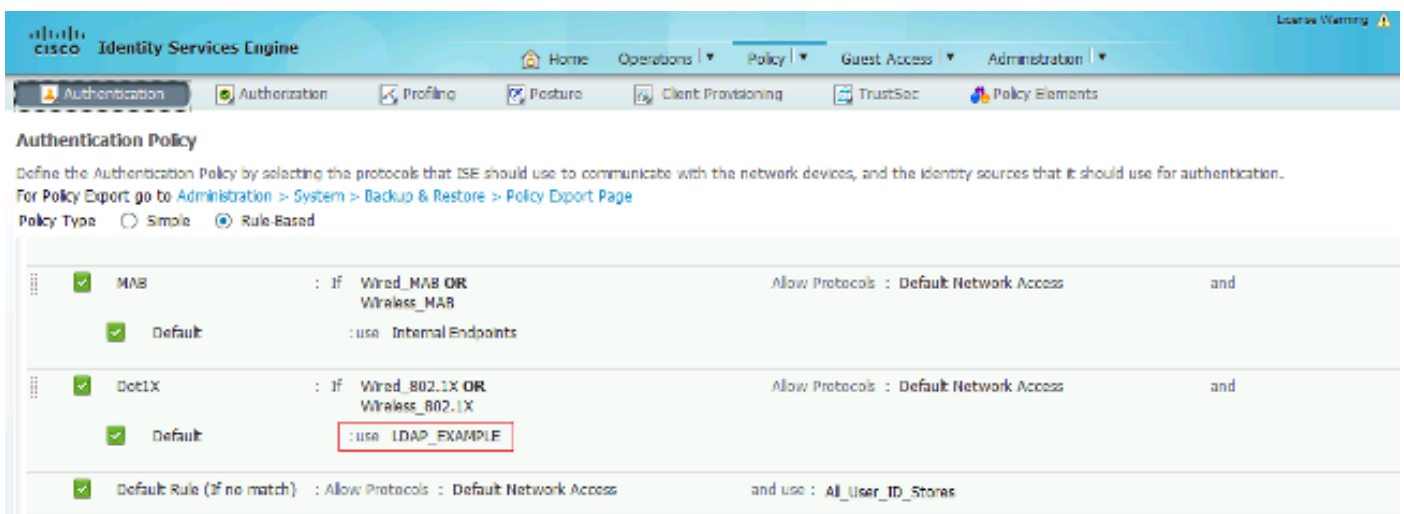 License Warning
CISCO Identity Services Engine
Home Operations Policy Guest Access Administration
Authentication Authorization Profiling Posture Client Provisioning TrustSec Policy Elements
Authentication Policy
Define the Authentication Policy by selecting the protocols that ISE should use to communicate with the network devices, and the identity sources that it should use for authentication.
For Policy Export go to Administration > System > Backup & Restore > Policy Export Page
Policy Type Simple Rule-Based
MAB : If Wired_MAB OR Allow Protocols : Default Network Access and
Wireless_MAB
Default :use Internal Endpoints
Dot1X : If Wired_802.1X OR Allow Protocols : Default Network Access and
Wireless_802.1X
Default :use LDAP_EXAMPLE
Default Rule (If no match) : Allow Protocols : Default Network Access and use : All_User_ID_Stores